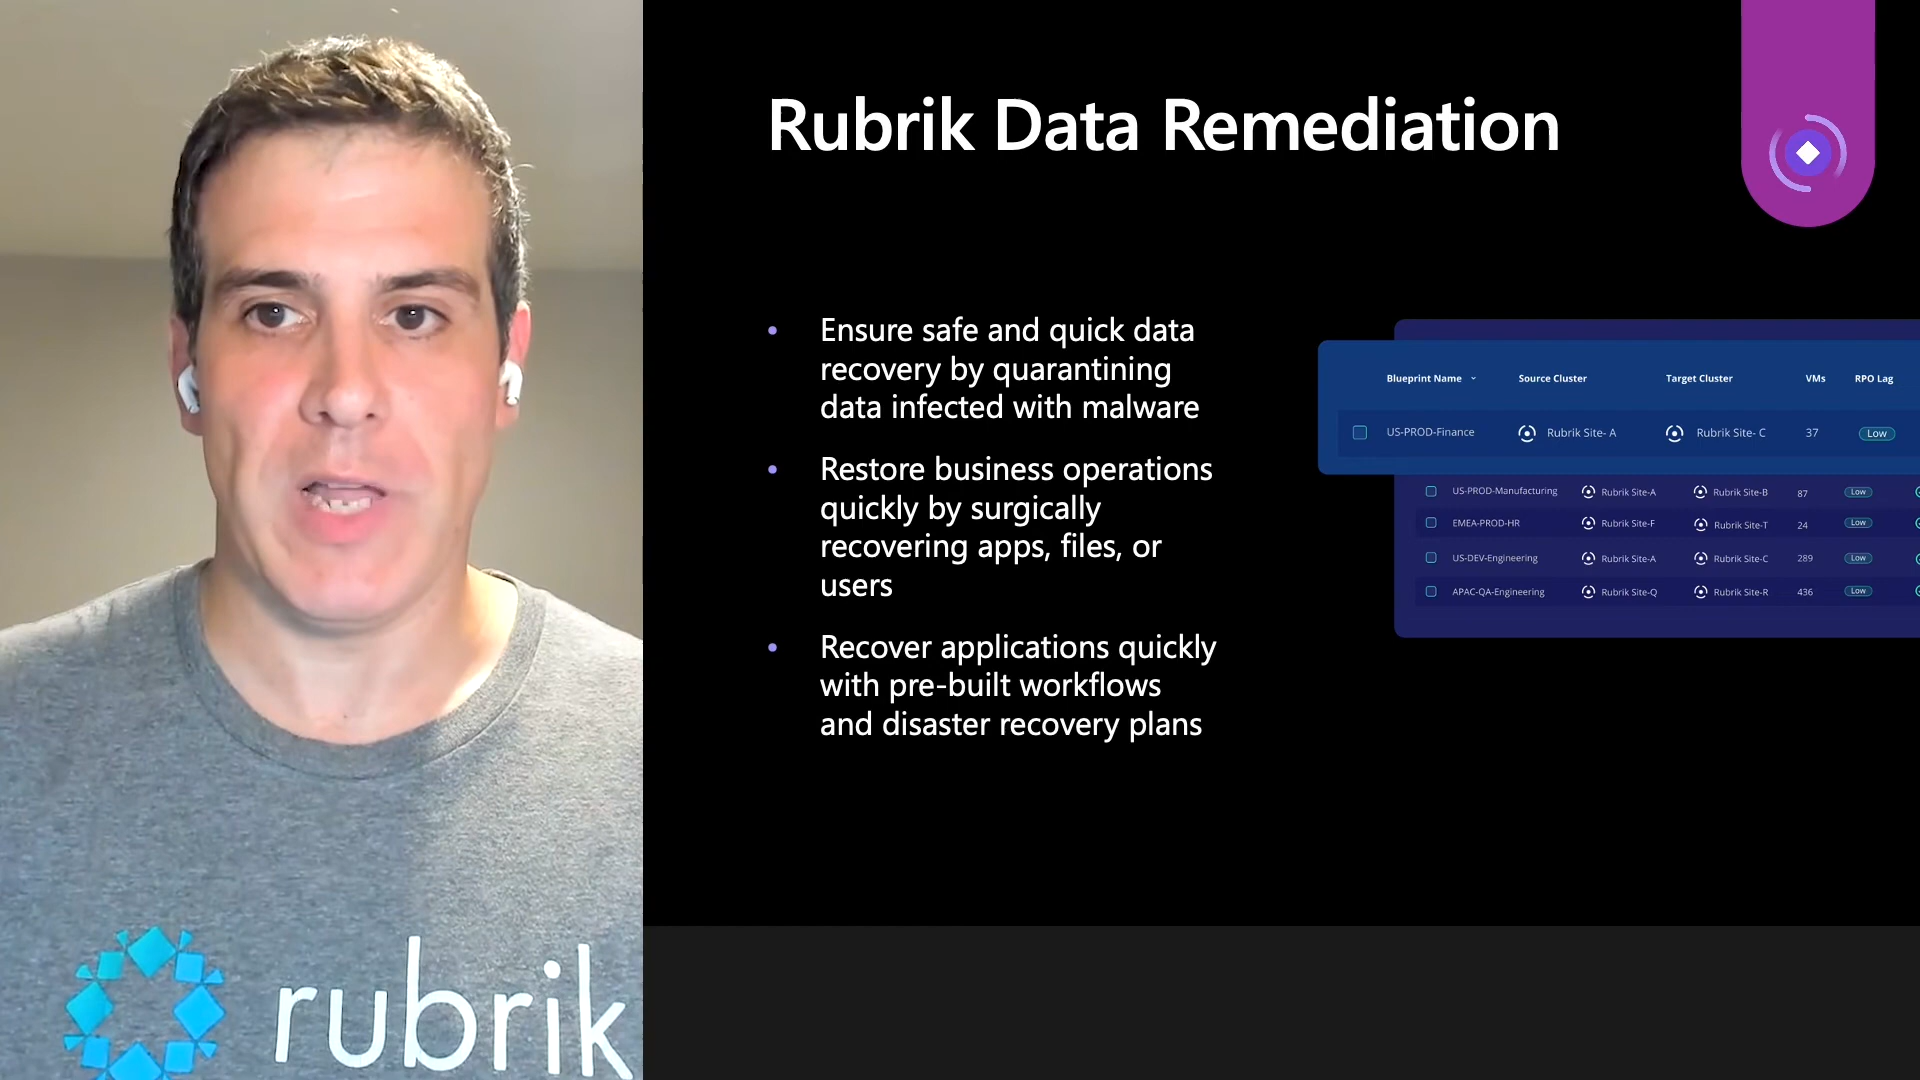 Rubrik Data Remediation
• Ensure safe and quick data
recovery by quarantining
data infected with malware
• Restore business operations
quickly by surgically
recovering apps, files, or
users
• Recover applications quickly
with pre-built workflows
and disaster recovery plans
Blueprint Name Source Cluster Target Cluster VMs RPO Lag
US-PROD-Finance Rubrik Site- A Rubrik Site- C 37 Low
US-PROD-Manufacturing Rubrik Site-A Rubrik Site-B 87 Low
EMEA-PROD-HR Rubrik Site-F Rubrik Site-T 24 Low
US-DEV-Engineering Rubrik Site-A Rubrik Site-C 289 Low
APAC-QA-Engineering Rubrik Site-Q Rubrik Site-R 436 Low
rubrik